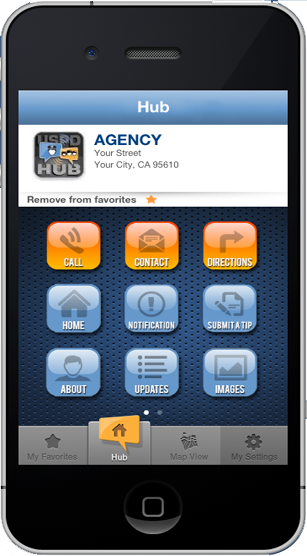 Hub
USPD
HUB
AGENCY
Your Street
Your City, CA 95610
Remove from favorites
CALL
CONTACT
DIRECTIONS
HOME
NOTIFICATION
SUBMIT A TIP
ABOUT
UPDATES
IMAGES
My Favorites
Hub
Map View
My Settings